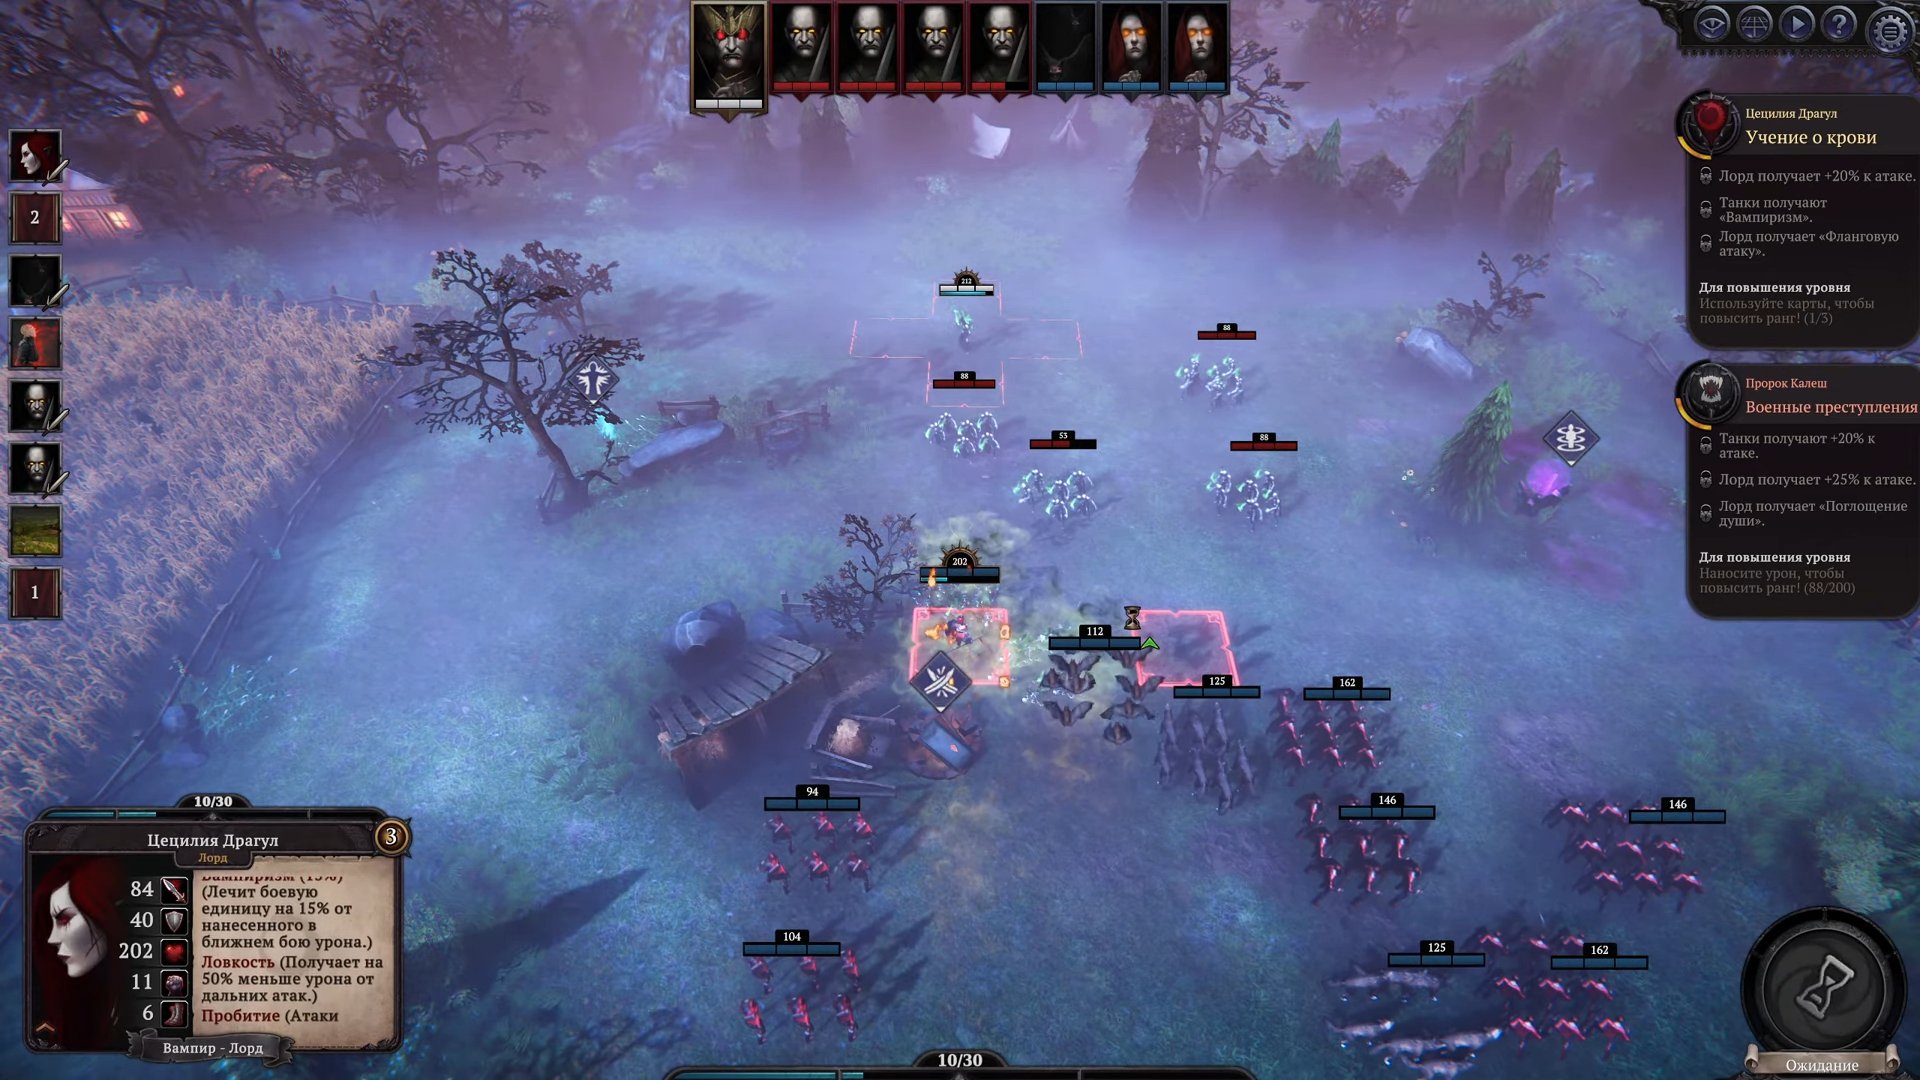 Цецилия Драгул
Учение о крови
Лорд получает +20% к атаке.
Танки получают
«Вампиризм».
Лорд получает «Фланговую
атаку».
Для повышения уровня
Используйте карты, чтобы
повысить ранг! (1/3)
Пророк Калеш
Военные преступления
Танки получают +20% к
атаке.
Лорд получает +25% к атаке.
Лорд получает «Поглощение
души».
Для повышения уровня
Наносите урон, чтобы
повысить ранг! (88/200)
2
1
212
88
88
53
88
202
112
125
162
94
146
146
104
125
162
10/30
Цецилия Драгул
3
Лорд
84
40
202
11
6
Вампиризм (15%)
(Лечит боевую
единицу на 15% от
нанесенного в
ближнем бою урона.)
Ловкость (Получает на
50% меньше урона от
дальних атак.)
Пробитие (Атаки
Вампир - Лорд
10/30
Ожидание